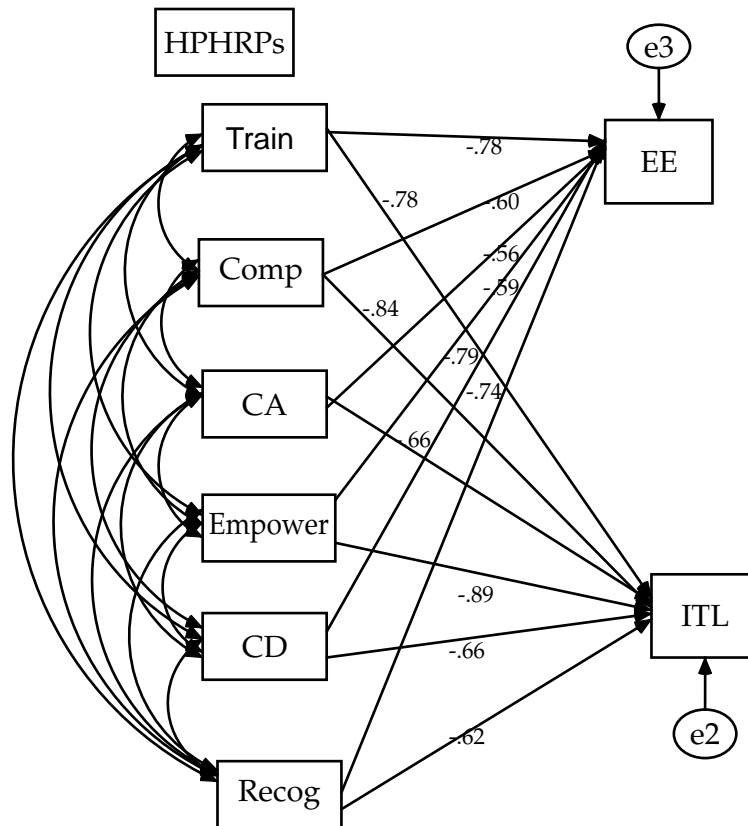 HPHRPs
e3
Train
-.78
EE
-.78
-.60
Comp
-.56
-.59
-.84
-.79
-.74
CA
-.66
Empower
-.89
ITL
CD
-.66
e2
-.62
Recog